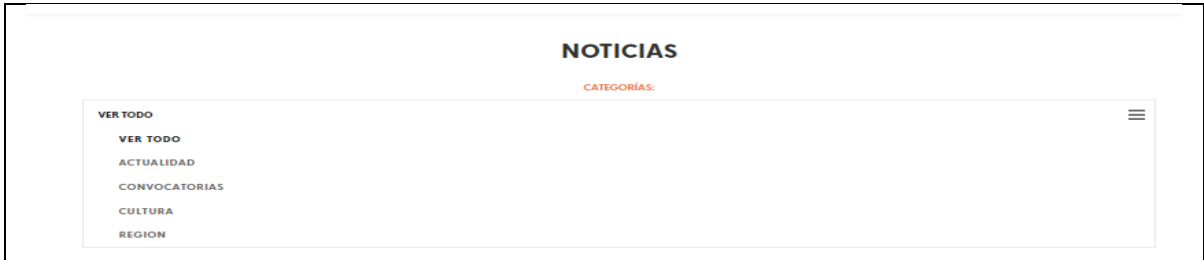 NOTICIAS
CATEGORÍAS:
VER TODO
VER TODO
ACTUALIDAD
CONVOCATORIAS
CULTURA
REGION